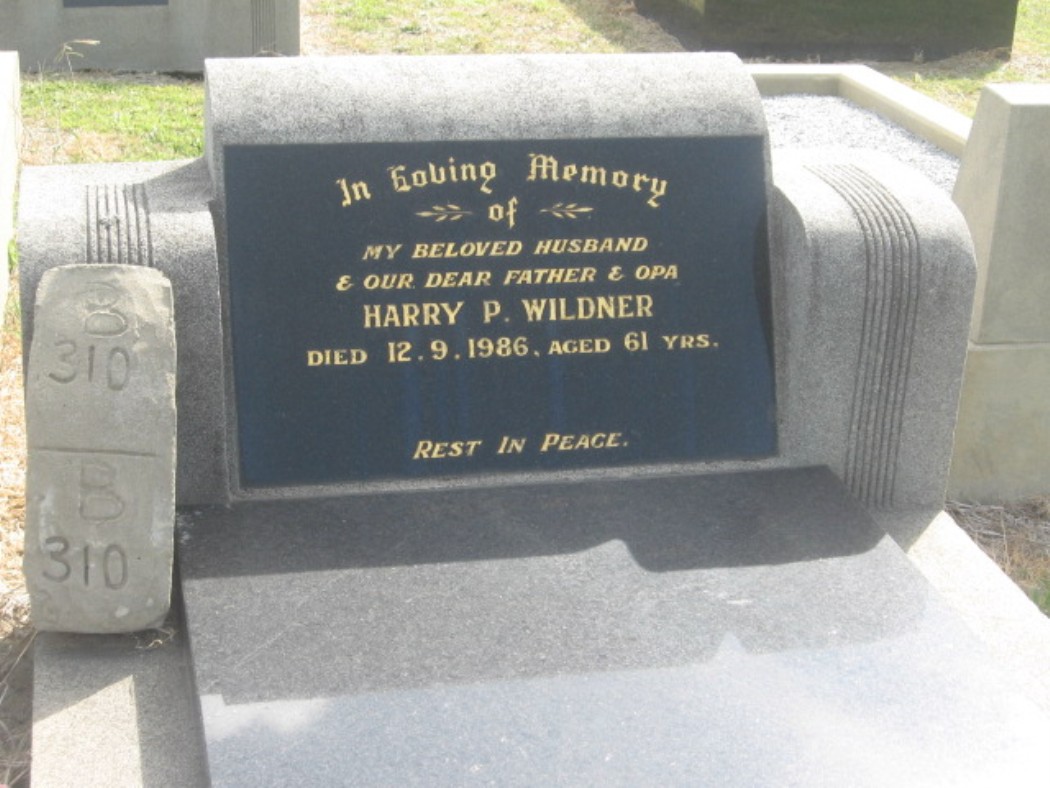 In Loving Memory
of
MY BELOVED HUSBAND
& OUR DEAR FATHER & OPA
HARRY P. WILDNER
DIED 12.9.1986, AGED 61 YRS.
REST IN PEACE.
B
310
B
310